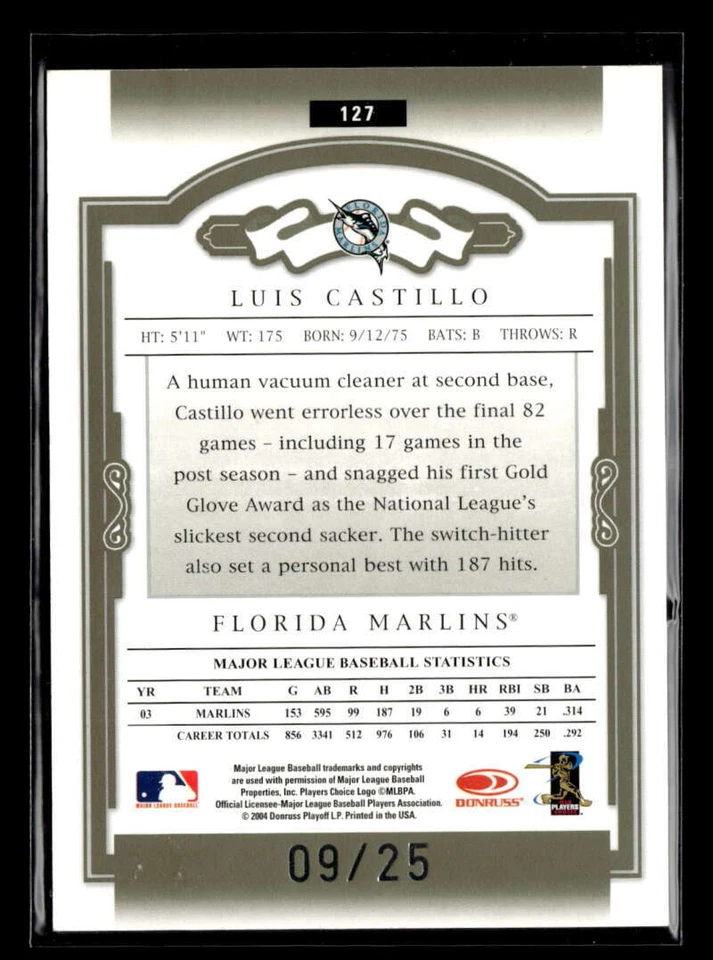 127
FLORIDA
MARLINS
LUIS CASTILLO
HT: 5'11" WT: 175 BORN: 9/12/75 BATS: B THROWS: R
A human vacuum cleaner at second base,
Castillo went errorless over the final 82
games – including 17 games in the
post season – and snagged his first Gold
Glove Award as the National League's
slickest second sacker. The switch-hitter
also set a personal best with 187 hits.
FLORIDA MARLINS®
MAJOR LEAGUE BASEBALL STATISTICS
YR TEAM G AB R H 2B 3B HR RBI SB BA
03 MARLINS 153 595 99 187 19 6 6 39 21 .314
CAREER TOTALS 856 3341 512 976 106 31 14 194 250 .292
Major League Baseball trademarks and copyrights
are used with permission of Major League Baseball
Properties, Inc. Players Choice Logo ©MLBPA.
Official Licensee-Major League Baseball Players Association.
© 2004 Donruss Playoff L.P. Printed in the USA.
MAJOR LEAGUE BASEBALL
DONRUSS
PLAYERS
09/25